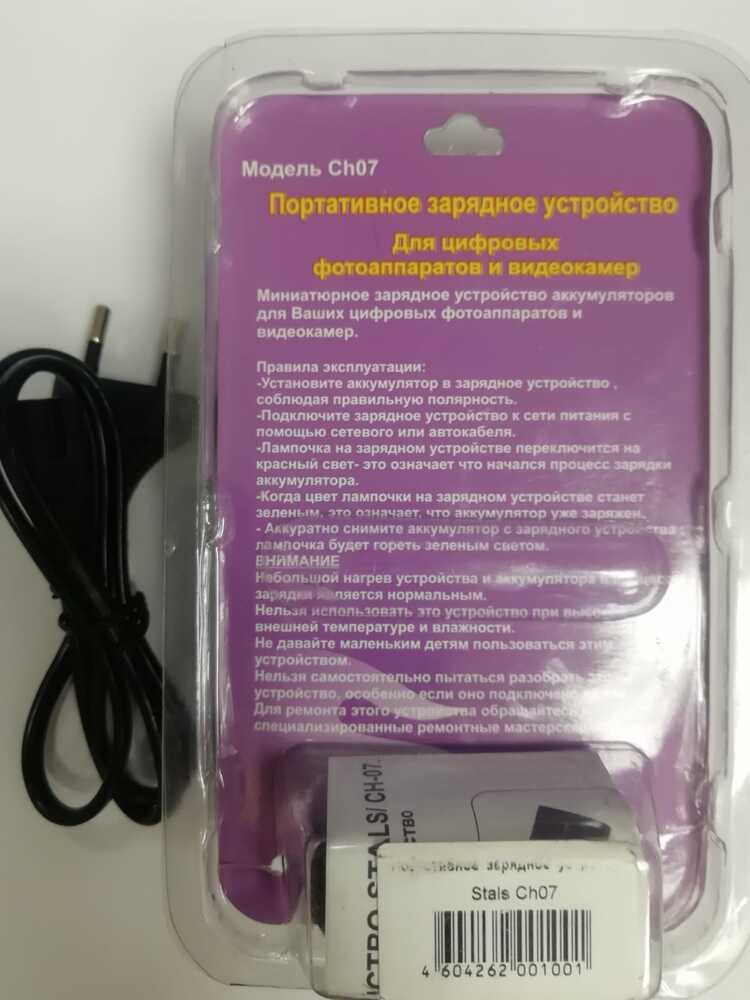 Модель Ch07
Портативное зарядное устройство
Для цифровых
фотоаппаратов и видеокамер
Миниатюрное зарядное устройство аккумуляторов
для Ваших цифровых фотоаппаратов и
видеокамер.
Правила эксплуатации:
-Установите аккумулятор в зарядное устройство ,
соблюдая правильную полярность.
-Подключите зарядное устройство к сети питания с
помощью сетевого или автокабеля.
-Лампочка на зарядном устройстве переключится на
красный свет- это означает что начался процесс зарядки
аккумулятора.
-Когда цвет лампочки на зарядном устройстве станет
зеленым, это означает, что аккумулятор уже заряжен.
- Аккуратно снимите аккумулятор с зарядного устройства
лампочка будет гореть зеленым светом.
ВНИМАНИЕ
Небольшой нагрев устройства и аккумулятора в
зарядки является нормальным.
Нельзя использовать это устройство при
внешней температуре и влажности.
Не давайте маленьким детям пользоваться этим
устройством.
Нельзя самостоятельно пытаться разобрать
устройство, особенно если оно подключено
Для ремонта этого устройства обращайтесь
специализированные ремонтные
STALS/ CH-07.
зарядное
Stals Ch07
4 604262 001001